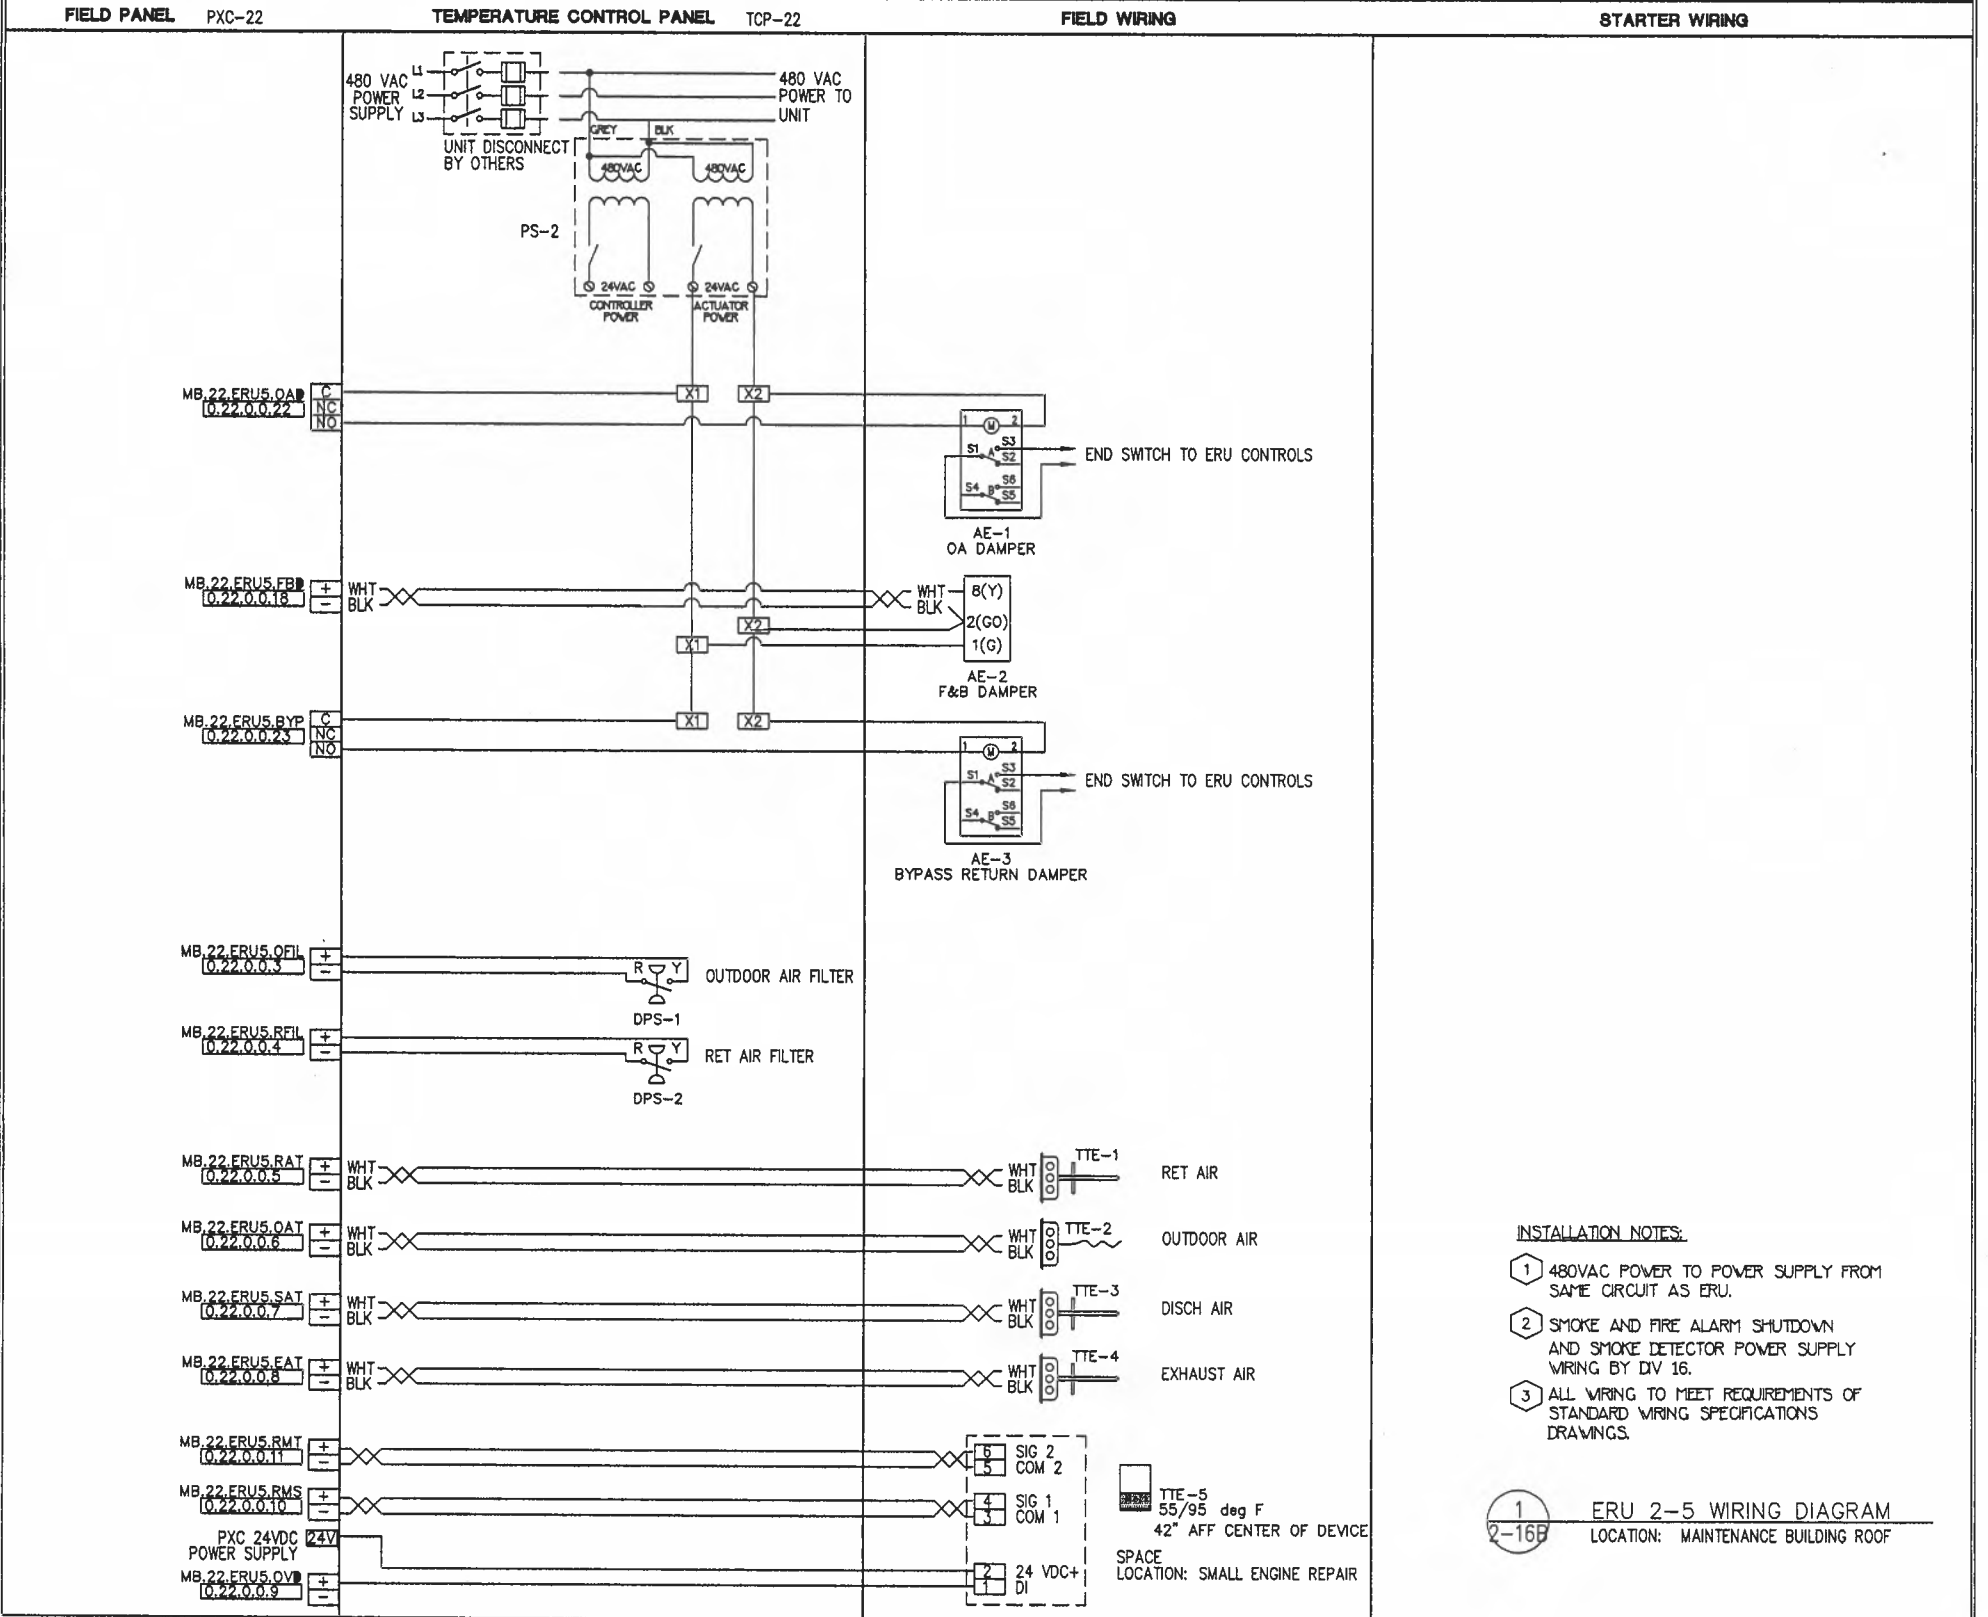 FIELD PANEL PXC-22
TEMPERATURE CONTROL PANEL TCP-22
FIELD WIRING
STARTER WIRING
480 VAC
POWER
SUPPLY
L1
L2
L3
480 VAC
POWER TO
UNIT
UNIT DISCONNECT
BY OTHERS
GREY
BLK
480VAC
480VAC
PS-2
24VAC
24VAC
CONTROLLER
POWER
ACTUATOR
POWER
MB.22.ERU5.OAD
0.22.0.0.22
C
NC
NO
X1
X2
1 M 2
S1 A S3
S2
S4 B S6
S5
END SWITCH TO ERU CONTROLS
AE-1
OA DAMPER
MB.22.ERU5.FBD
0.22.0.0.18
+
-
WHT
BLK
WHT
BLK
8(Y)
2(GO)
1(G)
X2
X1
AE-2
F&B DAMPER
MB.22.ERU5.BYP
0.22.0.0.23
C
NC
NO
X1
X2
1 M 2
S1 A S3
S2
S4 B S6
S5
END SWITCH TO ERU CONTROLS
AE-3
BYPASS RETURN DAMPER
MB.22.ERU5.OFIL
0.22.0.0.3
+
-
R Y
OUTDOOR AIR FILTER
DPS-1
MB.22.ERU5.RFIL
0.22.0.0.4
+
-
R Y
RET AIR FILTER
DPS-2
MB.22.ERU5.RAT
0.22.0.0.5
+
-
WHT
BLK
WHT
BLK
TTE-1
RET AIR
MB.22.ERU5.OAT
0.22.0.0.6
+
-
WHT
BLK
WHT
BLK
TTE-2
OUTDOOR AIR
MB.22.ERU5.SAT
0.22.0.0.7
+
-
WHT
BLK
WHT
BLK
TTE-3
DISCH AIR
MB.22.ERU5.EAT
0.22.0.0.8
+
-
WHT
BLK
WHT
BLK
TTE-4
EXHAUST AIR
MB.22.ERU5.RMT
0.22.0.0.11
+
-
6 SIG 2
5 COM 2
MB.22.ERU5.RMS
0.22.0.0.10
+
-
4 SIG 1
3 COM 1
TTE-5
55/95 deg F
42" AFF CENTER OF DEVICE
PXC 24VDC
POWER SUPPLY
24V
2 24 VDC+
1 DI
SPACE
LOCATION: SMALL ENGINE REPAIR
MB.22.ERU5.OVD
0.22.0.0.9
+
-
INSTALLATION NOTES:
1 480VAC POWER TO POWER SUPPLY FROM
SAME CIRCUIT AS ERU.
2 SMOKE AND FIRE ALARM SHUTDOWN
AND SMOKE DETECTOR POWER SUPPLY
WIRING BY DIV 16.
3 ALL WIRING TO MEET REQUIREMENTS OF
STANDARD WIRING SPECIFICATIONS
DRAWINGS.
1
2-16B
ERU 2-5 WIRING DIAGRAM
LOCATION: MAINTENANCE BUILDING ROOF